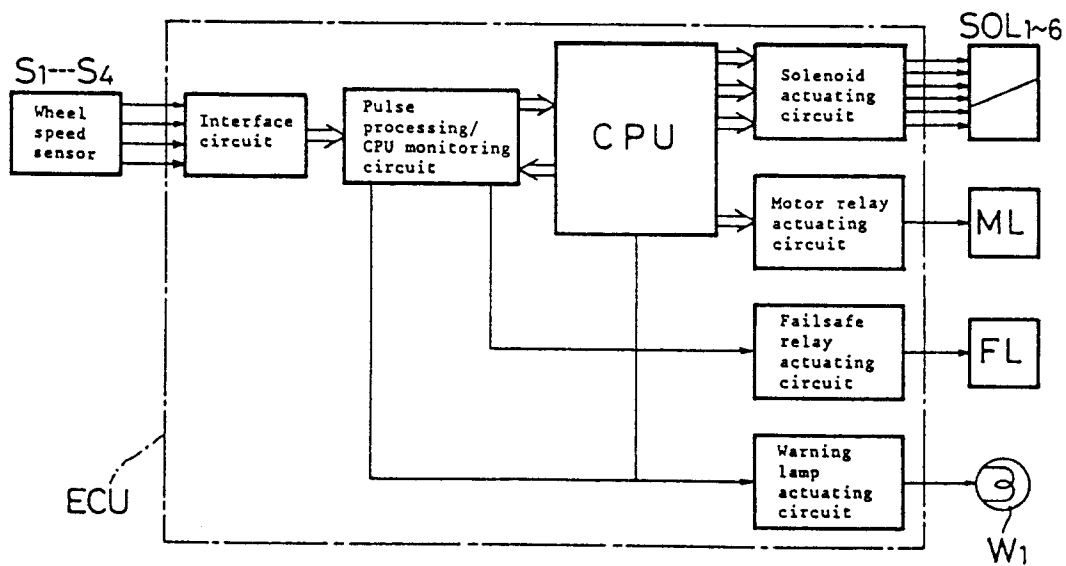 S1---S4
Wheel
speed
sensor
Interface
circuit
Pulse
processing/
CPU monitoring
circuit
CPU
Solenoid
actuating
circuit
SOL1~6
Motor relay
actuating
circuit
ML
Failsafe
relay
actuating
circuit
FL
Warning
lamp
actuating
circuit
W1
ECU